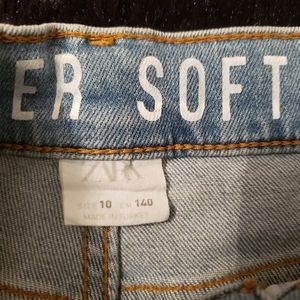 ER SOFT
ZARA
SIZE 10 CM 140
MADE IN TURKEY